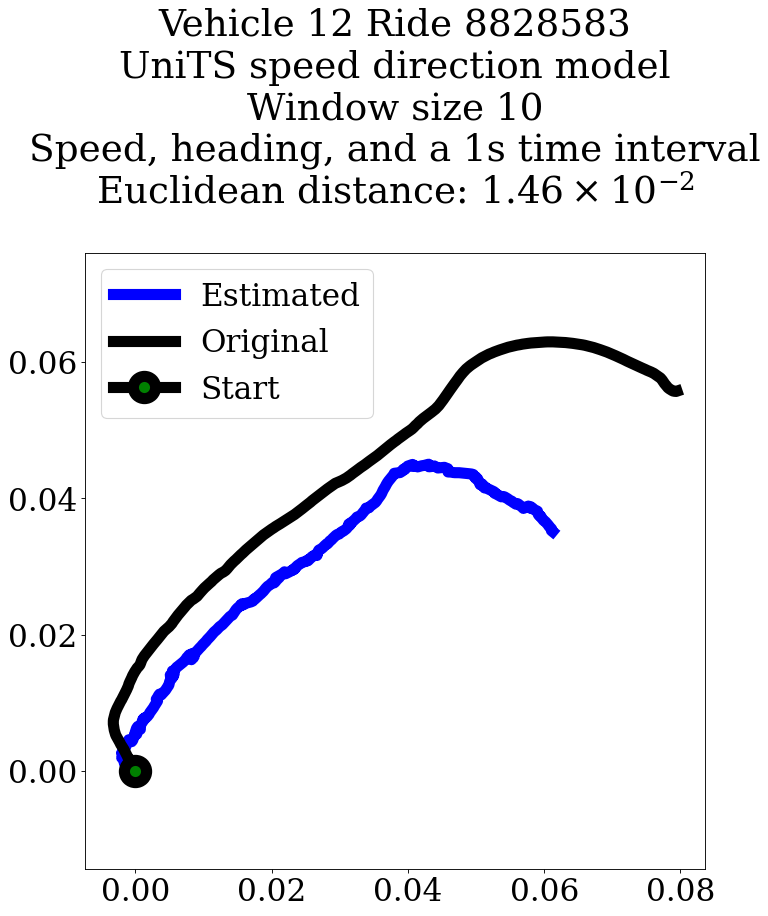 Vehicle 12 Ride 8828583
UniTS speed direction model
Window size 10
Speed, heading, and a 1s time interval
Euclidean distance: 1.46 × 10⁻²
Estimated
Original
Start
0.06
0.04
0.02
0.00
0.00 0.02 0.04 0.06 0.08